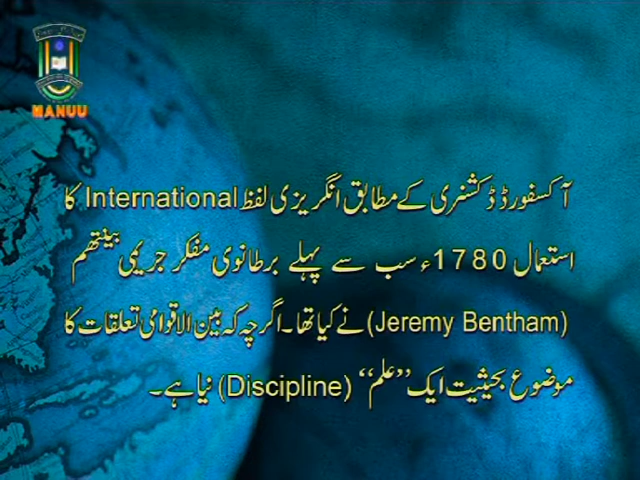 MANUU
آکسفورڈ ڈکشنری کے مطابق انگریزی لفظ International کا
استعمال 1780ء سب سے پہلے برطانوی مفکر جریمی بینتھم
(Jeremy Bentham) نے کیا تھا۔ اگرچہ کہ بین الاقوامی تعلقات کا
موضوع بحیثیت ایک ’’علم‘‘ (Discipline) نیا ہے۔